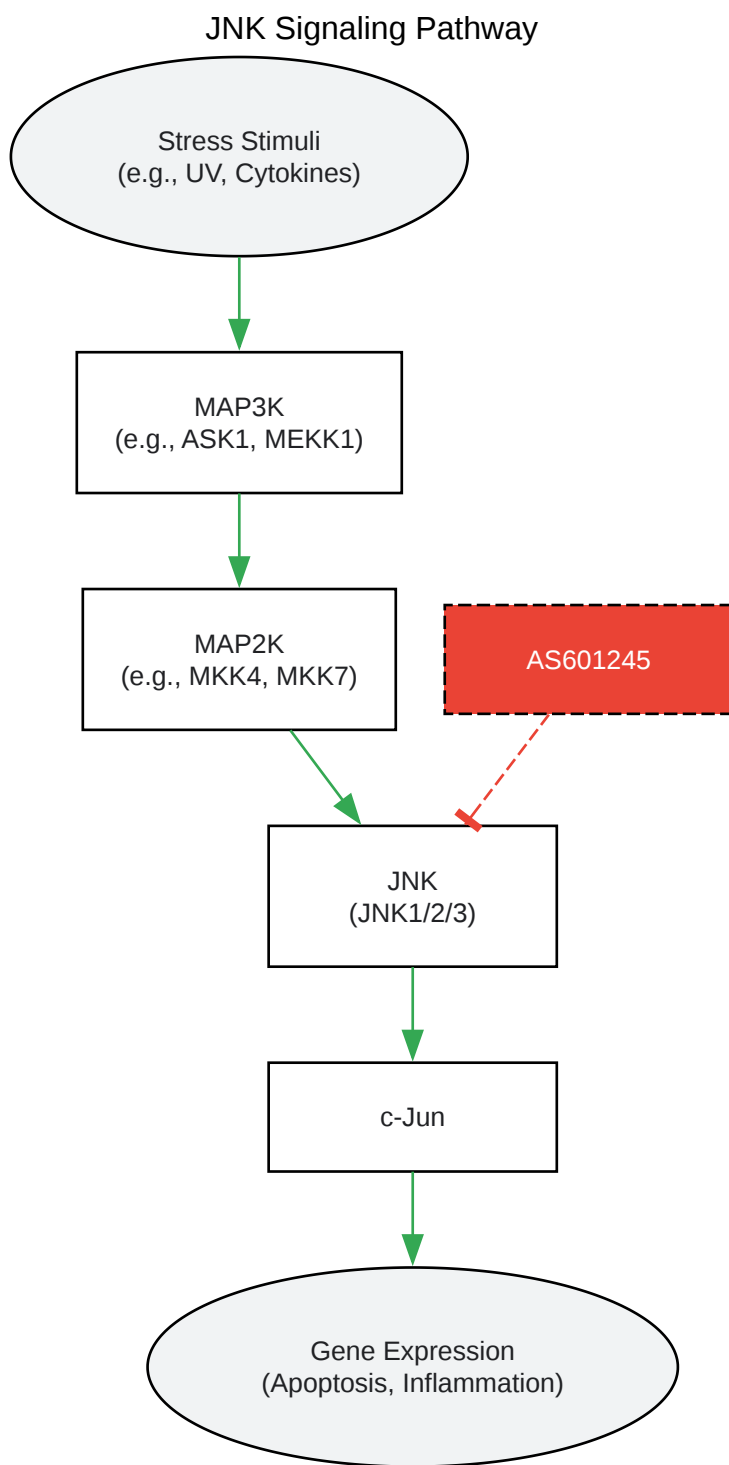 JNK Signaling Pathway
Stress Stimuli
(e.g., UV, Cytokines)
MAP3K
(e.g., ASK1, MEKK1)
MAP2K
(e.g., MKK4, MKK7)
AS601245
JNK
(JNK1/2/3)
c-Jun
Gene Expression
(Apoptosis, Inflammation)